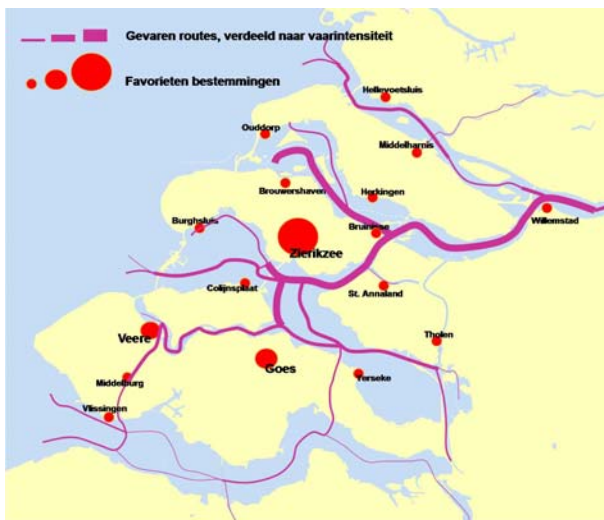 Gevaren routes, verdeeld naar vaarintensiteit
Favorieten bestemmingen
Hellevoetsluis
Ouddorp
Middelharnis
Brouwershaven
Herkingen
Willemstad
Burghsluis
Bruinisse
Zierikzee
Colijnsplaat
St. Annaland
Veere
Tholen
Goes
Yerseke
Middelburg
Vlissingen